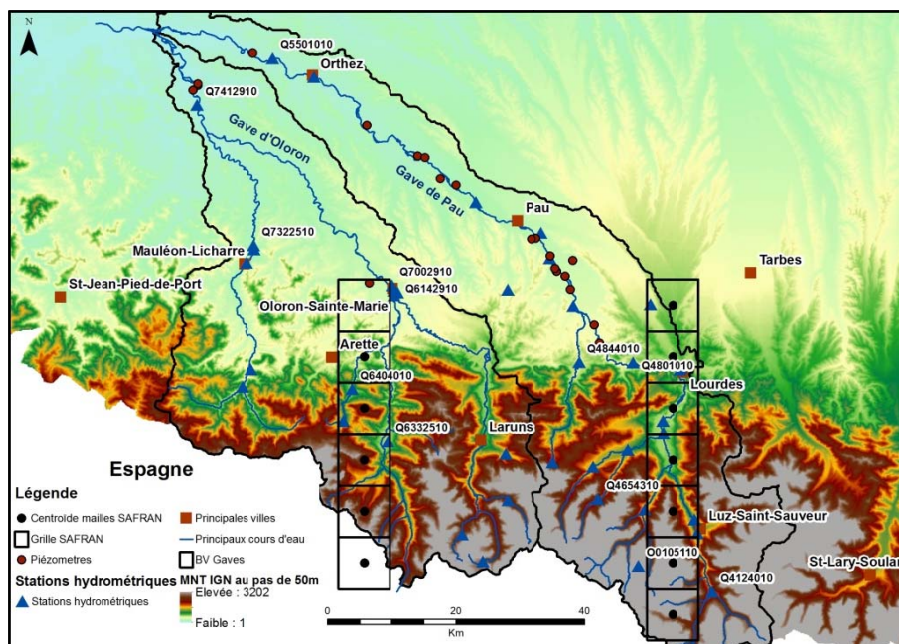 N
Q5501010
Orthez
Q7412910
Gave d'Oloron
Gave de Pau
Pau
Q7322510
Mauléon-Licharre
Tarbes
St-Jean-Pied-de-Port
Q7002910
Q6142910
Oloron-Sainte-Marie
Arette
Q4844010
Q4801010
Lourdes
Q6404010
Q6332510
Laruns
Espagne
Q4654310
Luz-Saint-Sauveur
O0105110
St-Lary-Soulan
Q4124010
Légende
Centroïde mailles SAFRAN
Principales villes
Grille SAFRAN
Principaux cours d'eau
Piézometres
BV Gaves
Stations hydrométriques
MNT IGN au pas de 50m
Stations hydrométriques
Elevée : 3202
Faible : 1
0 20 40
Km